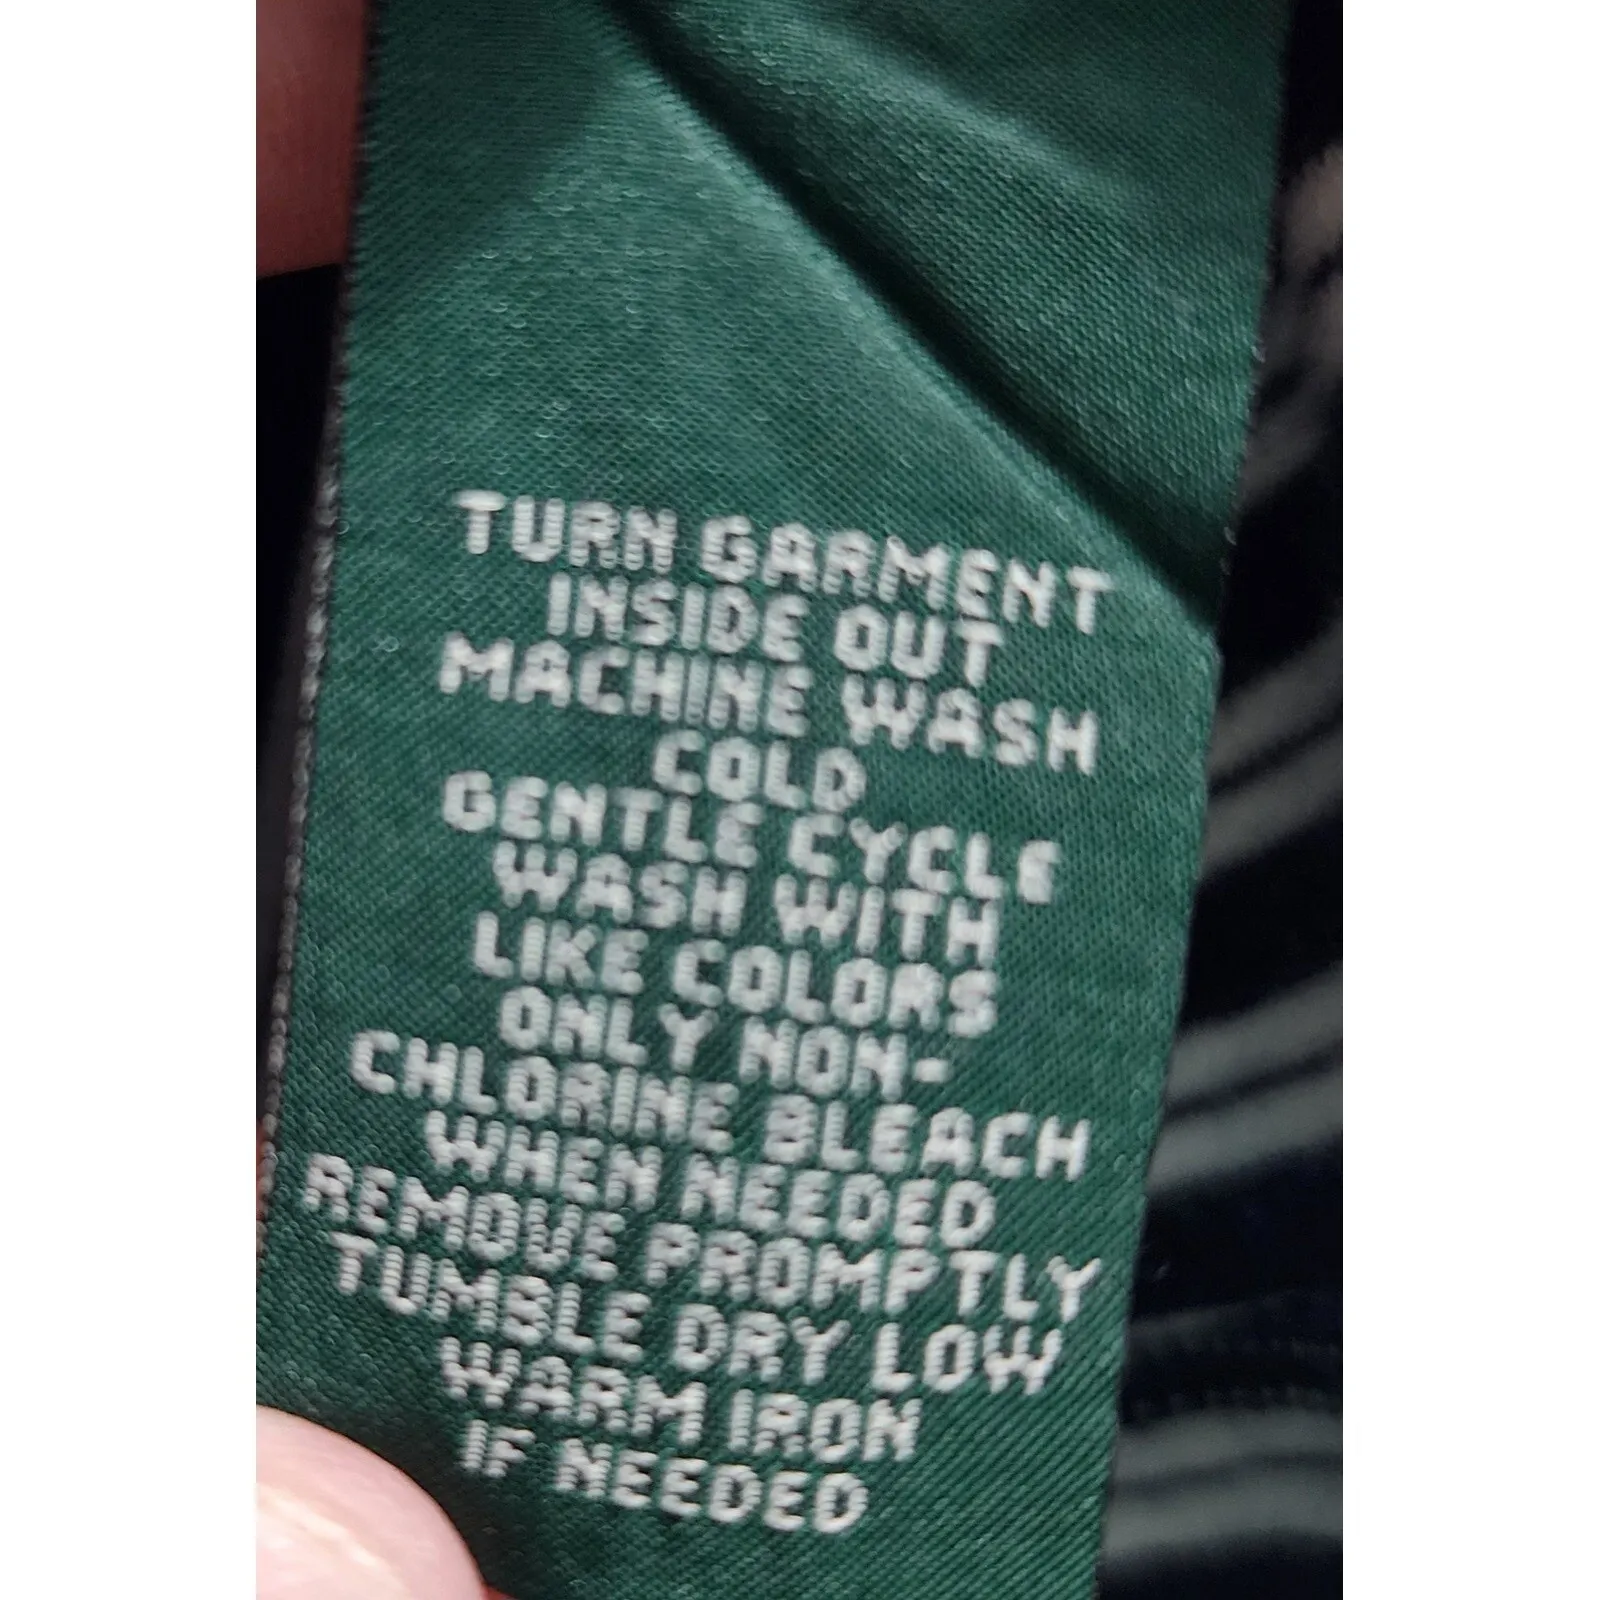 TURN GARMENT
INSIDE OUT
MACHINE WASH
COLD
GENTLE CYCLE
WASH WITH
LIKE COLORS
ONLY NON-
CHLORINE BLEACH
WHEN NEEDED
REMOVE PROMPTLY
TUMBLE DRY LOW
WARM IRON
IF NEEDED